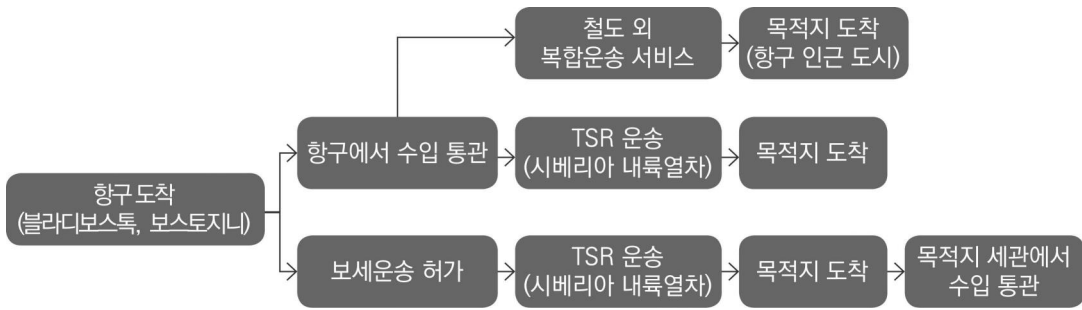 철도 외
복합운송 서비스
목적지 도착
(항구 인근 도시)
항구에서 수입 통관
TSR 운송
(시베리아 내륙열차)
목적지 도착
항구 도착
(블라디보스톡, 보스토치니)
보세운송 허가
TSR 운송
(시베리아 내륙열차)
목적지 도착
목적지 세관에서
수입 통관